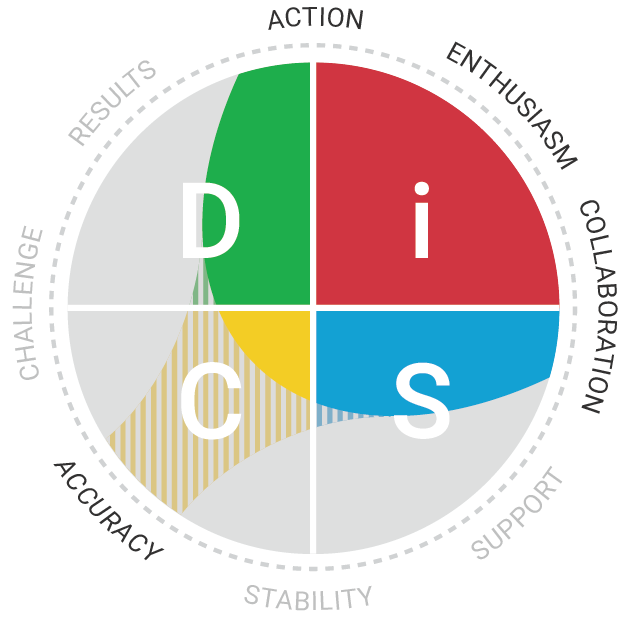 ACTION
ENTHUSIASM
COLLABORATION
SUPPORT
STABILITY
ACCURACY
CHALLENGE
RESULTS
D
i
C
S